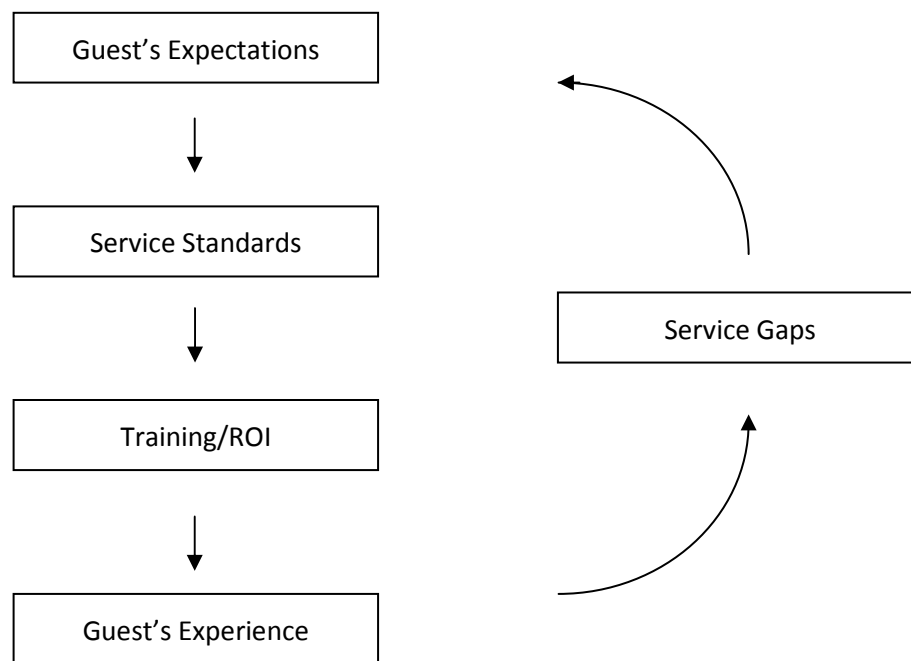 Guest’s Expectations
Service Standards
Service Gaps
Training/ROI
Guest’s Experience